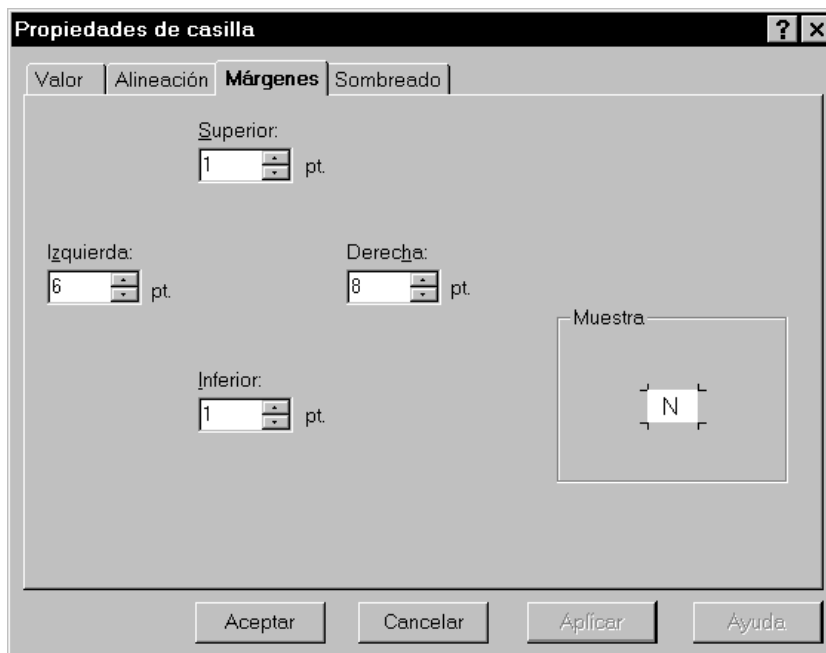 Propiedades de casilla
Valor Alineación Márgenes Sombreado
Superior:
1 pt.
Izquierda: Derecha:
6 pt. 8 pt.
Muestra
N
Inferior:
1 pt.
Aceptar Cancelar Aplicar Ayuda